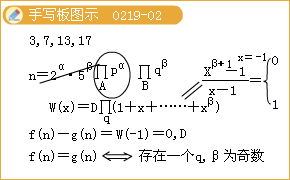 手写板图示 0219-02
3,7,13,17
n=2^α·5^β∏_A p^α ∏_B q^β
(x^{β+1}-1)/(x-1) x=-1 = { 0 1
W(x)=D∏_q(1+x+……+x^β)
f(n)-g(n)=W(-1)=0,D
f(n)=g(n)⟺存在一个q,β为奇数